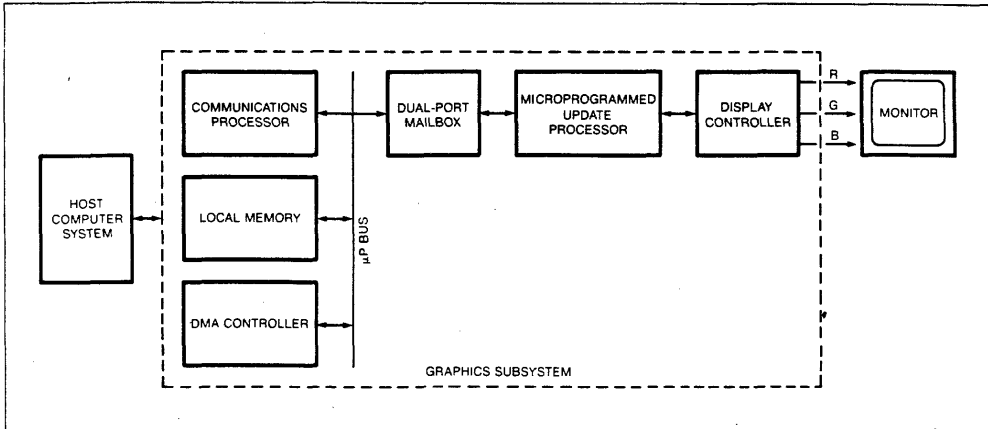 HOST
COMPUTER
SYSTEM
COMMUNICATIONS
PROCESSOR
LOCAL MEMORY
DMA CONTROLLER
μP BUS
DUAL-PORT
MAILBOX
MICROPROGRAMMED
UPDATE
PROCESSOR
DISPLAY
CONTROLLER
R
G
B
MONITOR
GRAPHICS SUBSYSTEM